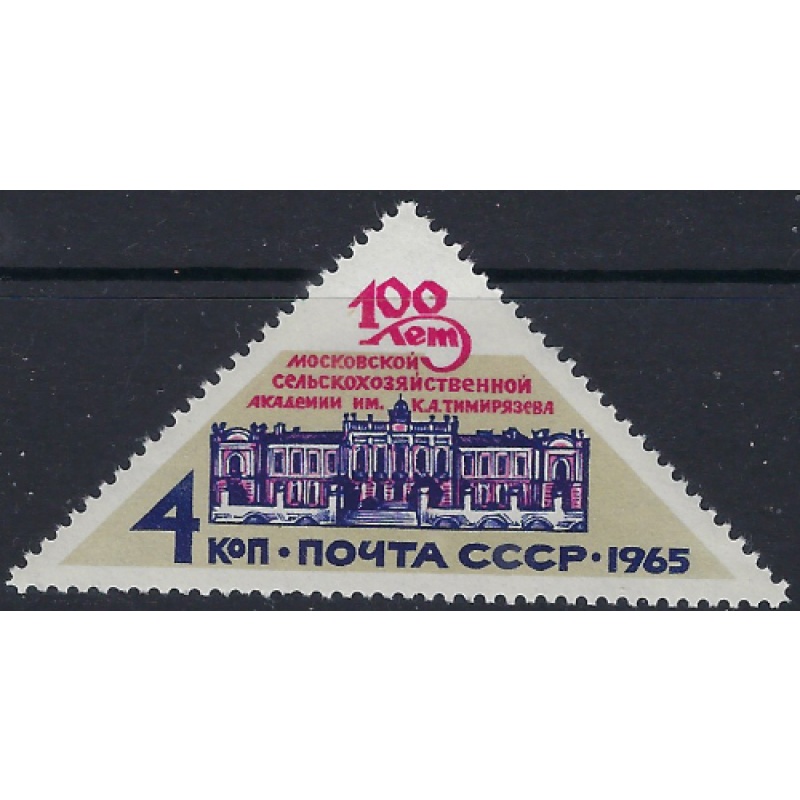 100
лет
московской
сельскохозяйственной
академии им. К.А.Тимирязева
4 коп • ПОЧТА СССР • 1965